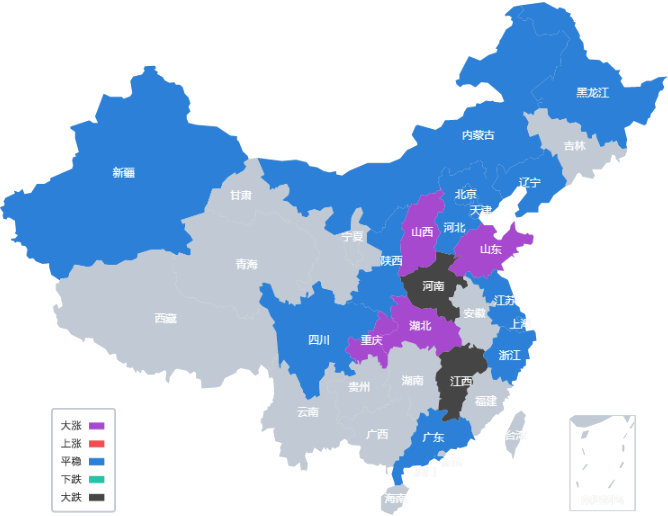 黑龙江
内蒙古
吉林
新疆
辽宁
甘肃
北京
天津
山西
河北
宁夏
山东
陕西
青海
河南
江苏
安徽
西藏
上海
湖北
四川
重庆
浙江
湖南
江西
贵州
福建
云南
广西
广东
台湾
海南
大涨
上涨
平稳
下跌
大跌